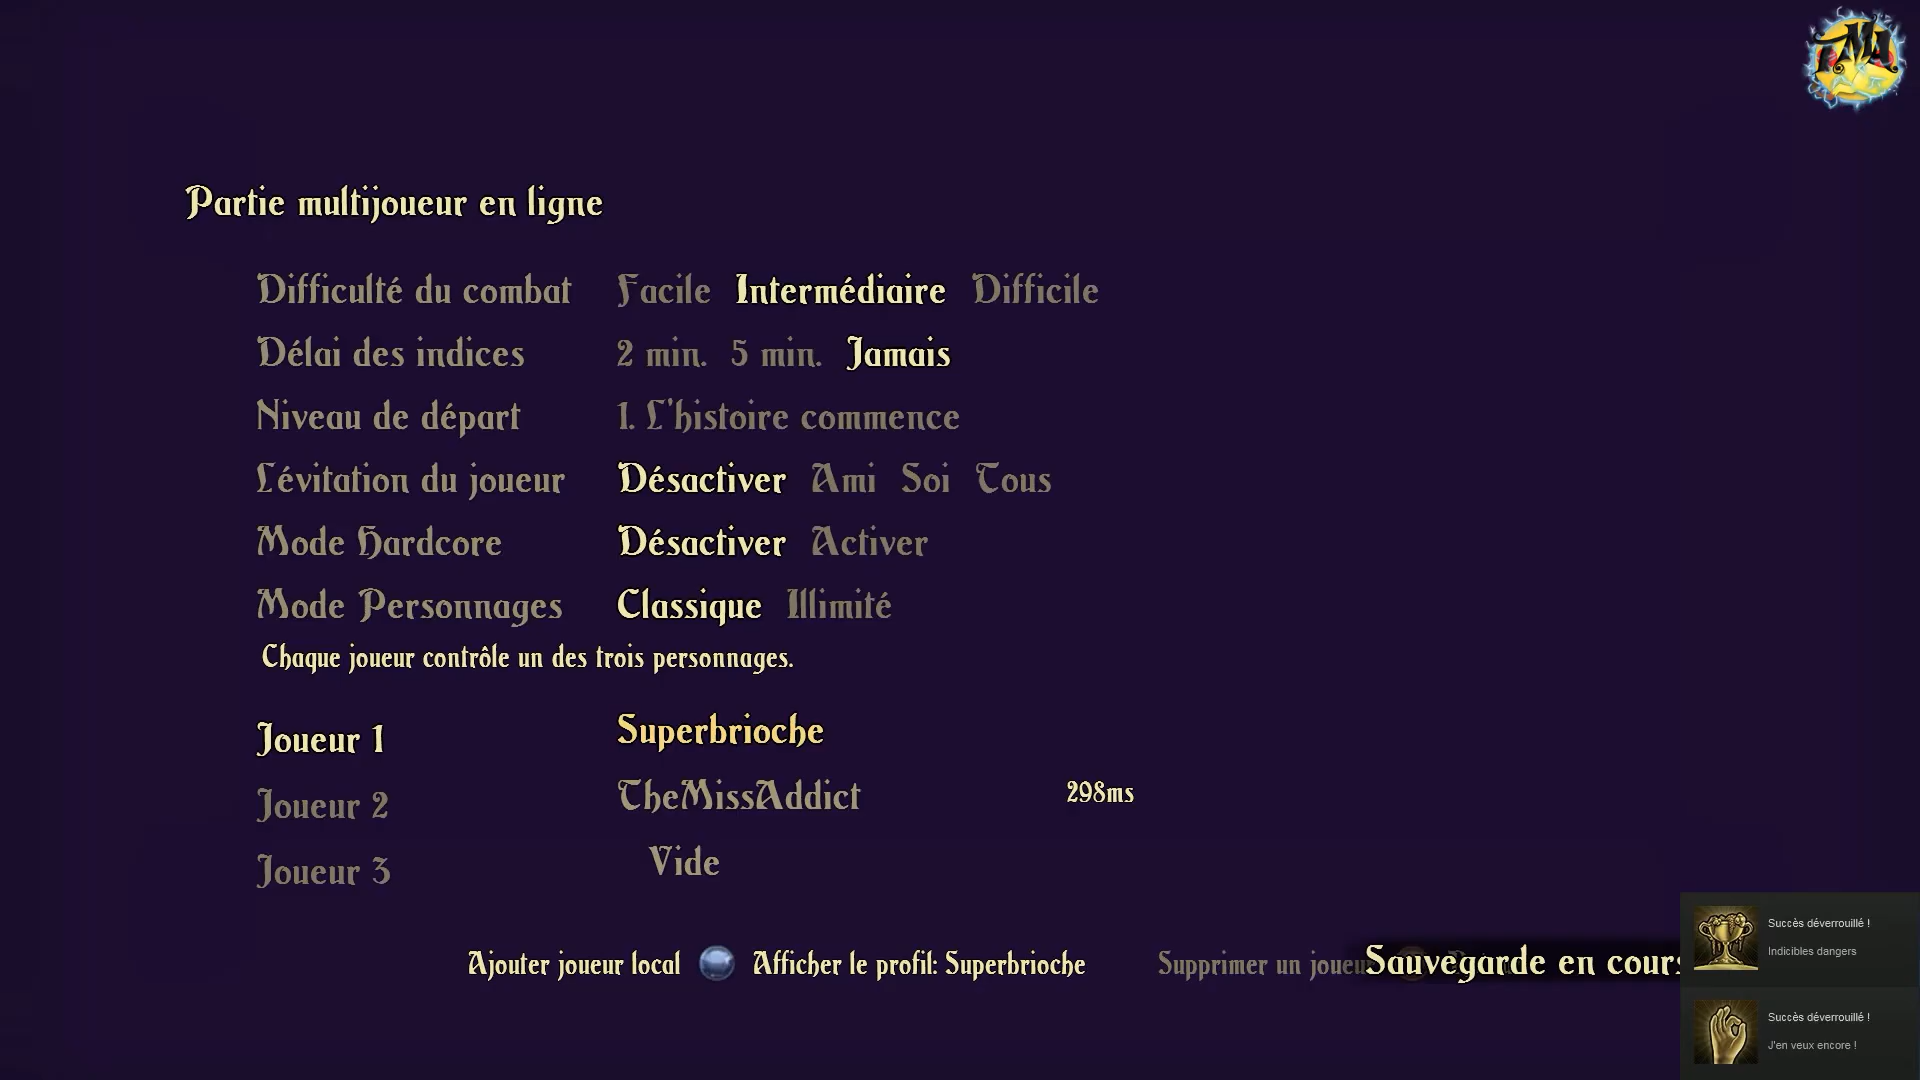 Partie multijoueur en ligne
Difficulté du combat Facile Intermédiaire Difficile
Délai des indices 2 min. 5 min. Jamais
Niveau de départ 1. L'histoire commence
Lévitation du joueur Désactiver Ami Soi Tous
Mode Hardcore Désactiver Activer
Mode Personnages Classique Illimité
Chaque joueur contrôle un des trois personnages.
Joueur 1 Superbrioche
Joueur 2 TheMissAddict 298ms
Joueur 3 Vide
Ajouter joueur local Afficher le profil: Superbrioche Supprimer un joueur Sauvegarde en cours
Succès déverrouillé !
Indicibles dangers
Succès déverrouillé !
J'en veux encore !